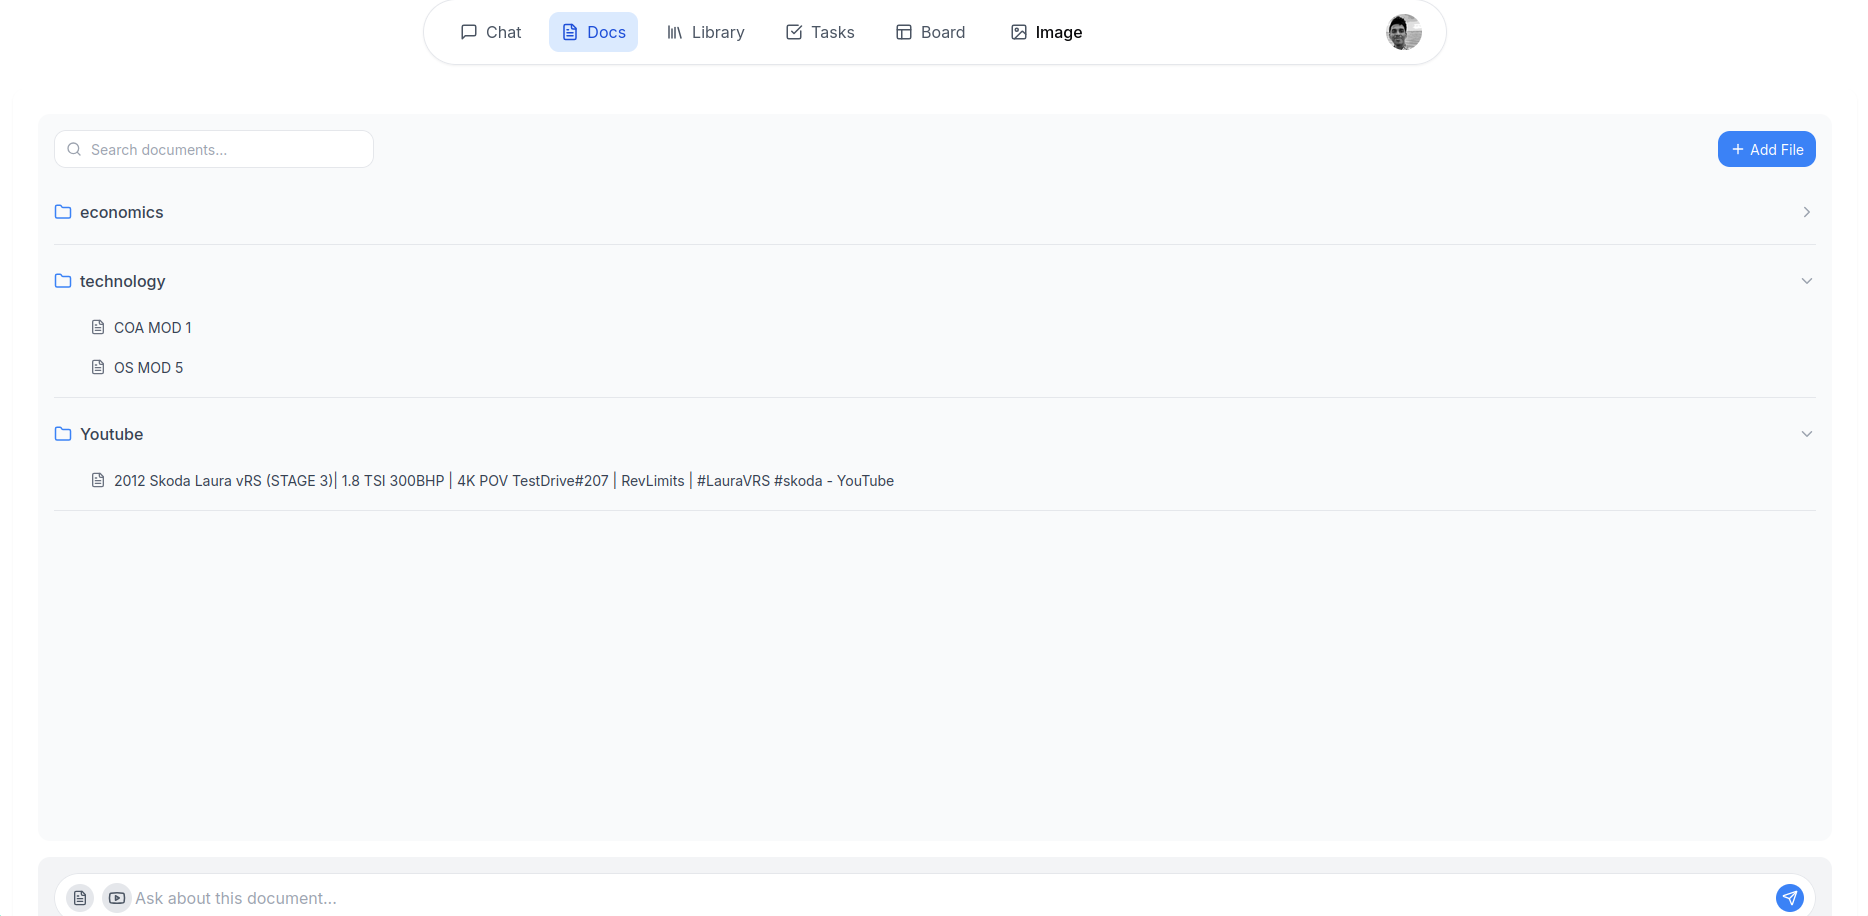 Chat Docs Library Tasks Board Image
Search documents... Add File
economics
technology
COA MOD 1
OS MOD 5
Youtube
2012 Skoda Laura vRS (STAGE 3)| 1.8 TSI 300BHP | 4K POV TestDrive#207 | RevLimits | #LauraVRS #skoda - YouTube
Ask about this document...